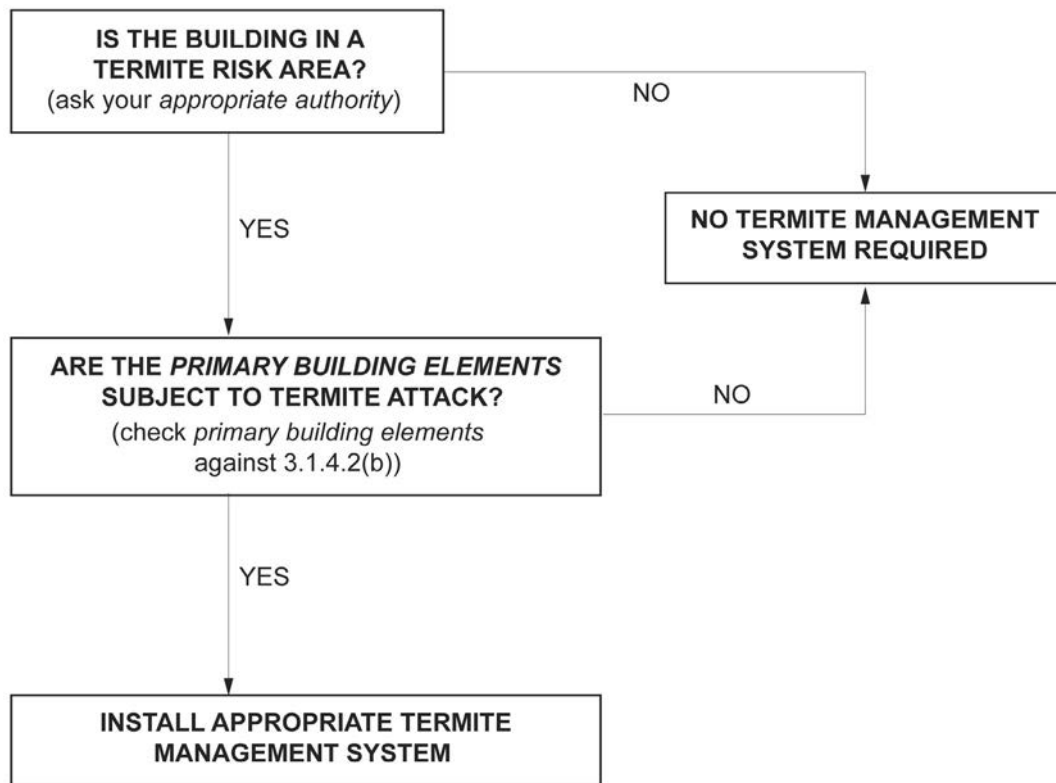 IS THE BUILDING IN A
TERMITE RISK AREA?
(ask your appropriate authority)
NO
YES
NO TERMITE MANAGEMENT
SYSTEM REQUIRED
ARE THE PRIMARY BUILDING ELEMENTS
SUBJECT TO TERMITE ATTACK?
(check primary building elements
against 3.1.4.2(b))
NO
YES
INSTALL APPROPRIATE TERMITE
MANAGEMENT SYSTEM